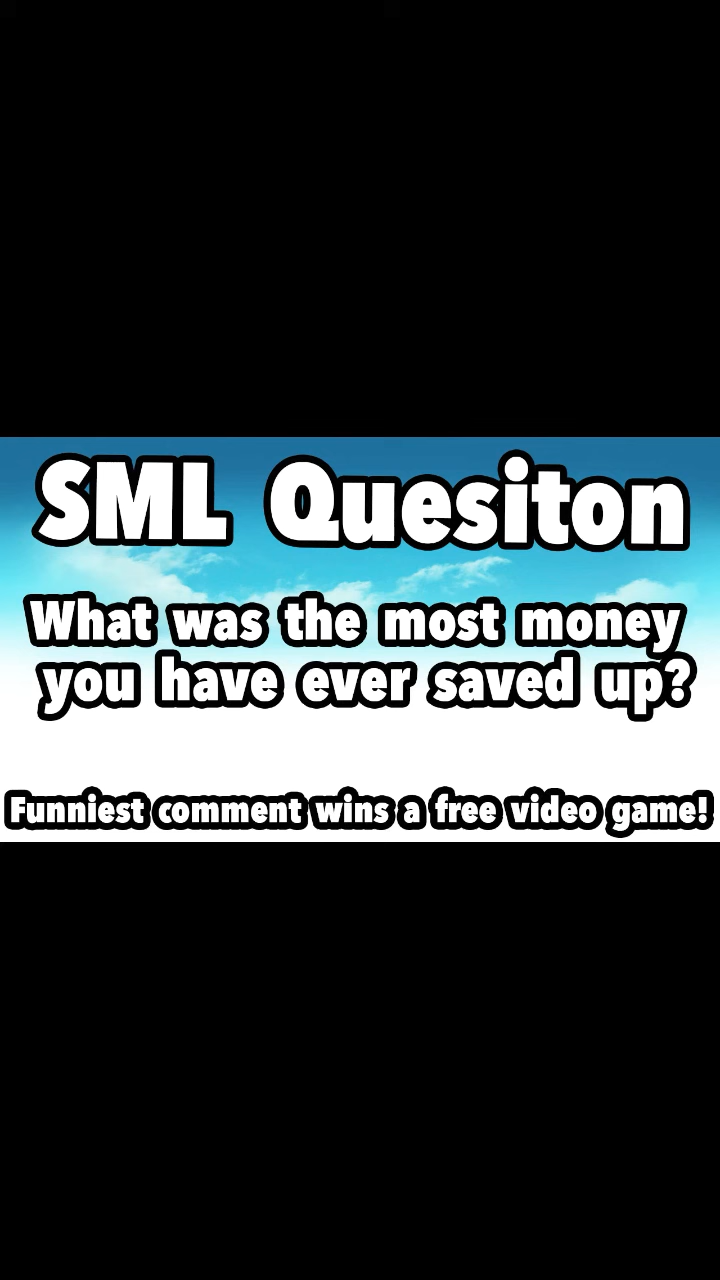 SML Quesiton
What was the most money
you have ever saved up?
Funniest comment wins a free video game!